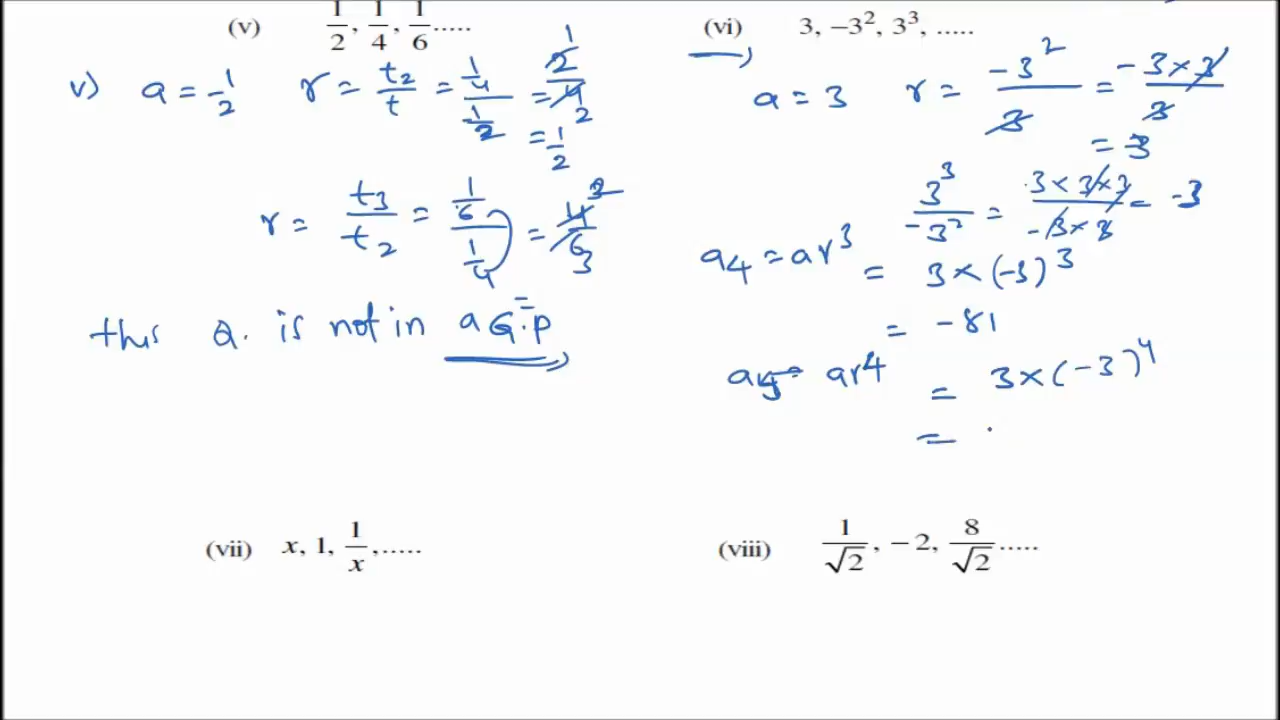 (v) 1/2, 1/4, 1/6.....
(vi) 3, −3², 3³, .....
v) a = 1/2 r = t₂/t = (1/4)/(1/2) = 2/4 = 1/2
r = t₃/t₂ = (1/6)/(1/4) = 4/6
this Q. is not in a G.P
a = 3 r = −3²/3 = −3×3/3
= −3
3³/−3² = 3×3×3/−3×3 = −3
a₄ = ar³
= 3×(−3)³
= −81
a₅ = ar⁴ = 3×(−3)⁴
=
(vii) x, 1, 1/x,.....
(viii) 1/√2, −2, 8/√2.....